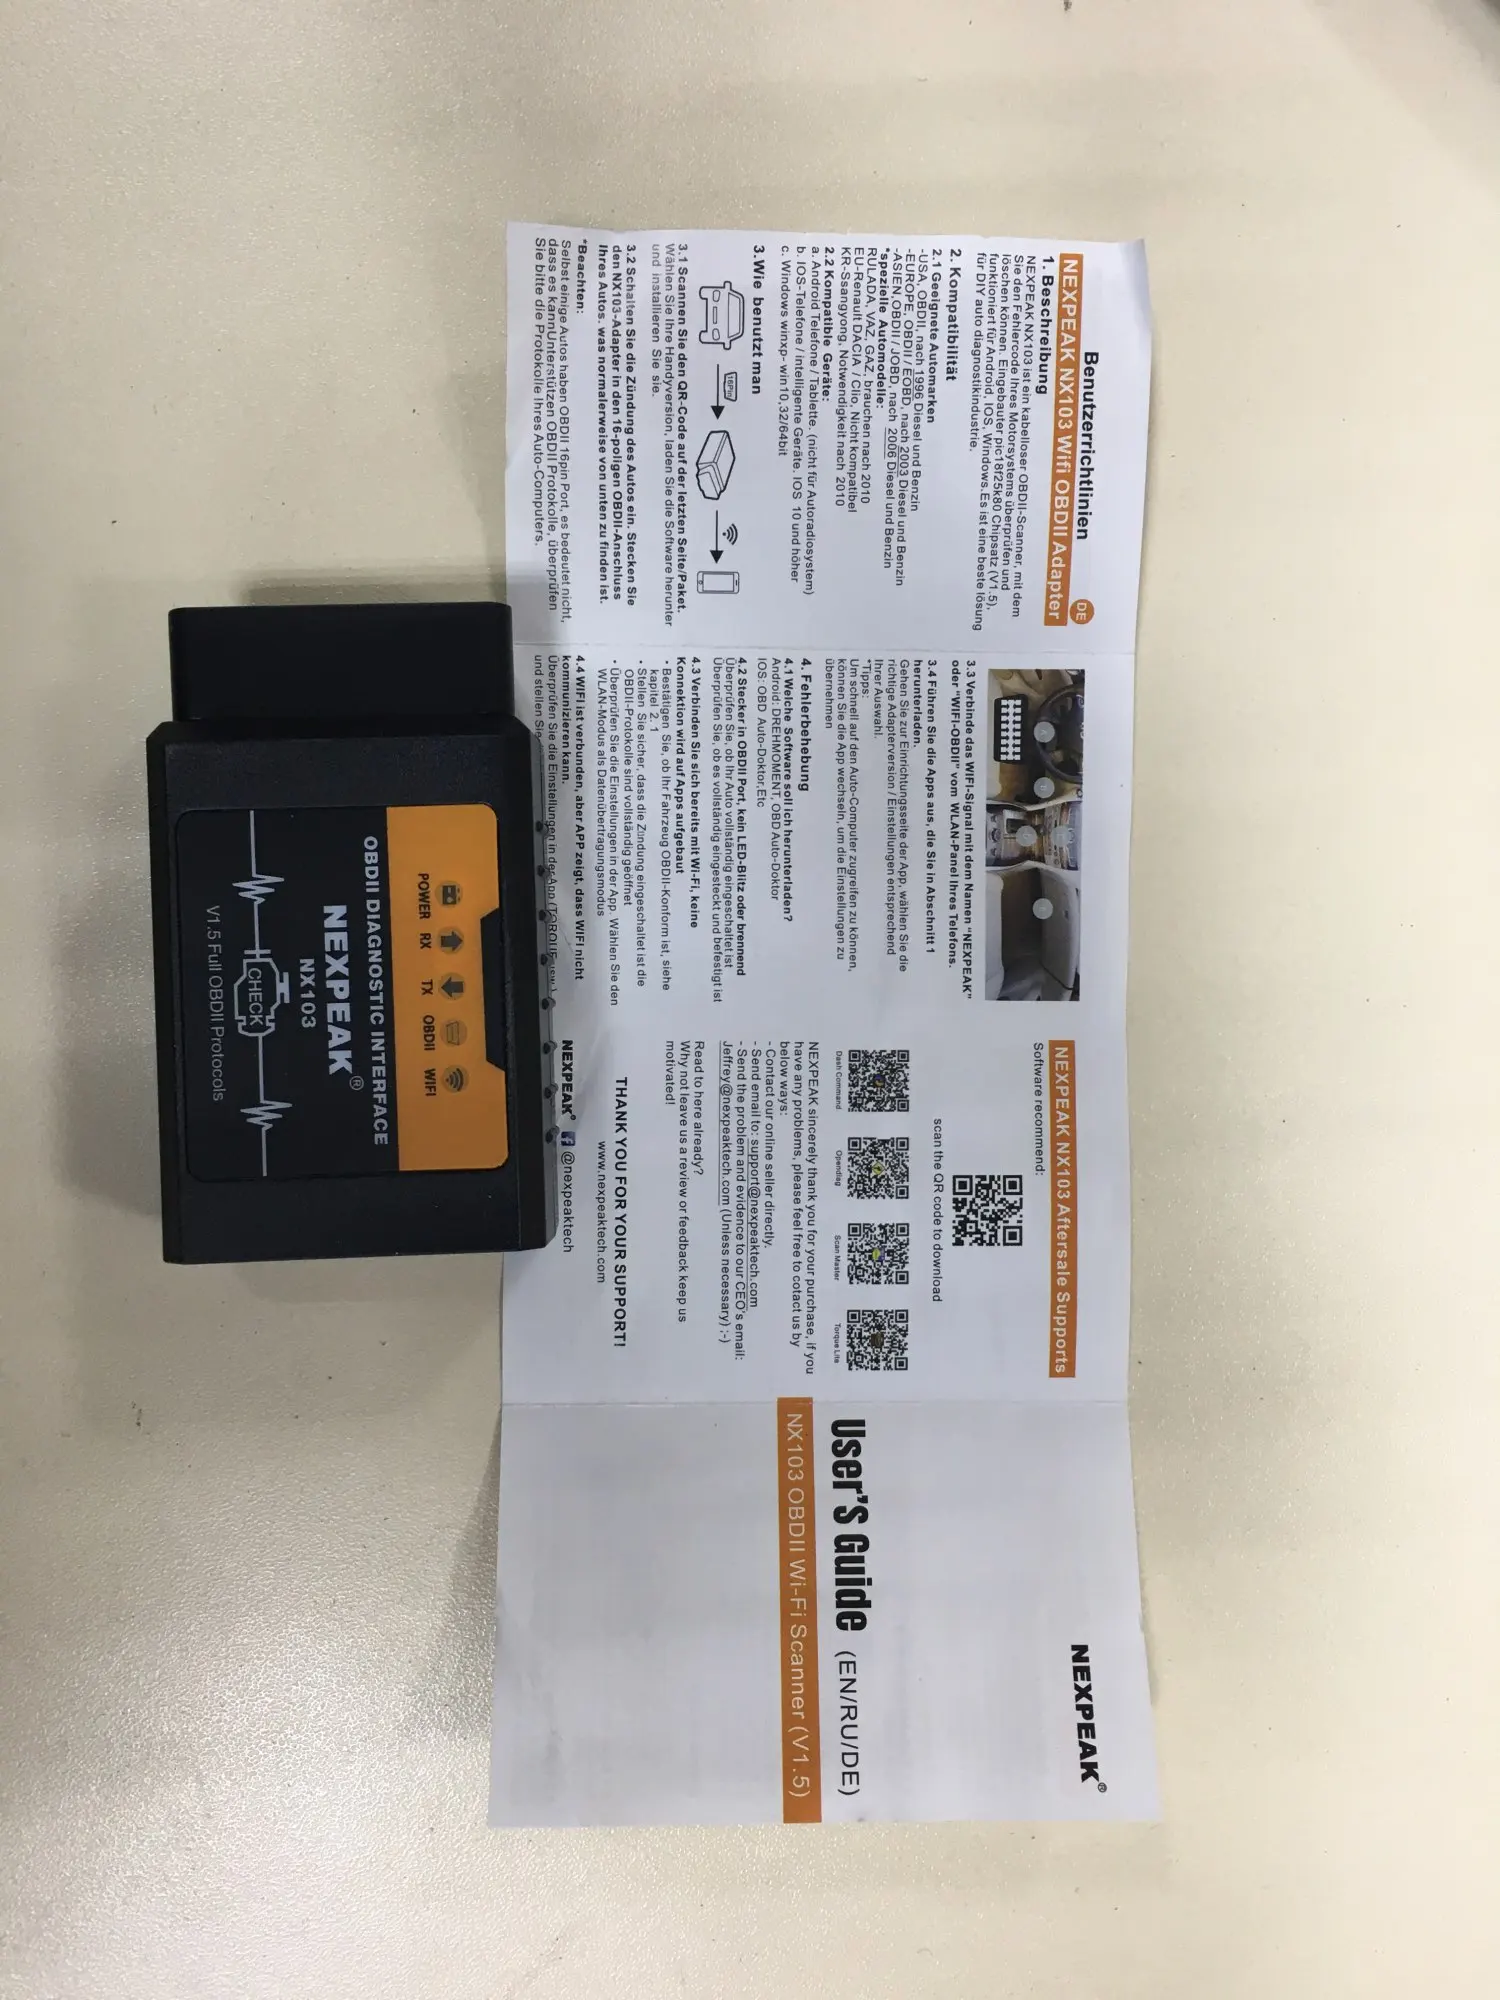 Benutzerrichtlinien
DE
NEXPEAK NX103 Wifi OBDII Adapter
1. Beschreibung
NEXPEAK NX103 ist ein kabelloser OBDII-Scanner, mit dem
Sie den Fehlercode Ihres Motorsystems überprüfen und
löschen können. Eingebauter pic18f25k80 Chipsatz (V1.5),
funktioniert für Android, IOS, Windows.Es ist eine beste lösung
für DIY auto diagnostikindustrie.
2. Kompatibilität
2.1 Geeignete Automarken
-USA, OBDII, nach 1996 Diesel und Benzin
-EUROPE, OBDII / EOBD, nach 2003 Diesel und Benzin
-ASIEN,OBDII / JOBD, nach 2006 Diesel und Benzin
*spezielle Automodelle:
RULADA, VAZ, GAZ, brauchen nach 2010
EU-Renault DACIA / Clio, Nicht kompatibel
KR-Ssangyong, Notwendigkeit nach 2010
2.2 Kompatible Geräte:
a. Android Telefone / Tablette. (nicht für Autoradiosystem)
b. IOS-Telefone / intelligente Geräte. IOS 10 und höher
c. Windows winxp- win10,32/64bit
3.Wie benutzt man
16Pin
3.1 Scannen Sie den QR-Code auf der letzten Seite/Paket.
Wählen Sie Ihre Handyversion, laden Sie die Software herunter
und installieren Sie sie.
3.2 Schalten Sie die Zündung des Autos ein. Stecken Sie
den NX103-Adapter in den 16-poligen OBDII-Anschluss
Ihres Autos. was normalerweise von unten zu finden ist.
*Beachten:
Selbst einige Autos haben OBDII 16pin Port, es bedeutet nicht,
dass es kannUnterstützen OBDII Protokolle, überprüfen
Sie bitte die Protokolle Ihres Auto-Computers.
3.3 Verbinde das WIFI-Signal mit dem Namen "NEXPEAK"
oder "WIFI-OBDII" vom WLAN-Panel Ihres Telefons.
3.4 Führen Sie die Apps aus, die Sie in Abschnitt 1
herunterladen.
Gehen Sie zur Einrichtungsseite der App, wählen Sie die
richtige Adapterversion / Einstellungen entsprechend
Ihrer Auswahl.
*Tipps:
Um schnell auf den Auto-Computer zugreifen zu können,
können Sie die App wechseln, um die Einstellungen zu
übernehmen
4. Fehlerbehebung
4.1 Welche Software soll ich herunterladen?
Android: DREHMOMENT, OBD Auto-Doktor
IOS: OBD Auto-Doktor,Etc
4.2 Stecker in OBDII Port, kein LED-Blitz oder brennend
Überprüfen Sie, ob Ihr Auto vollständig eingeschaltet ist
Überprüfen Sie, ob es vollständig eingesteckt und befestigt ist
4.3 Verbinden Sie sich bereits mit Wi-Fi, keine
Konnektion wird auf Apps aufgebaut
• Bestätigen Sie, ob Ihr Fahrzeug OBDII-Konform ist, siehe
kapitel 2. 1
• Stellen Sie sicher, dass die Zündung eingeschaltet ist die
OBDII-Protokolle sind vollständig geöffnet
• Überprüfen Sie die Einstellungen in der App. Wählen Sie den
WLAN-Modus als Datenübertragungsmodus
4.4 WIFI ist verbunden, aber APP zeigt, dass WIFI nicht
kommunizieren kann.
Überprüfen Sie die Einstellungen in der App (TORQUE
und stellen Sie
NEXPEAK NX103 Aftersale Supports
Software recommend:
scan the QR code to download
Dash Command
Opendiag
Scan Master
Torque Lite
NEXPEAK sincerely thank you for your purchase, if you
have any problems, please feel free to cotact us by
below ways:
- Contact our online seller directly.
- Send email to: support@nexpeaktech.com
- Send the problem and evidence to our CEO's email:
Jeffrey@nexpeaktech.com (Unless necessary) ;-)
Read to here already?
Why not leave us a review or feedback keep us
motivated!
THANK YOU FOR YOUR SUPPORT!
www.nexpeaktech.com
NEXPEAK® f @nexpeaktech
NEXPEAK®
User'S Guide (EN/RU/DE)
NX103 OBDII Wi-Fi Scanner (V1.5)
POWER RX TX OBDII WIFI
OBDII DIAGNOSTIC INTERFACE
NEXPEAK®
NX103
CHECK
V1.5 Full OBDII Protocols